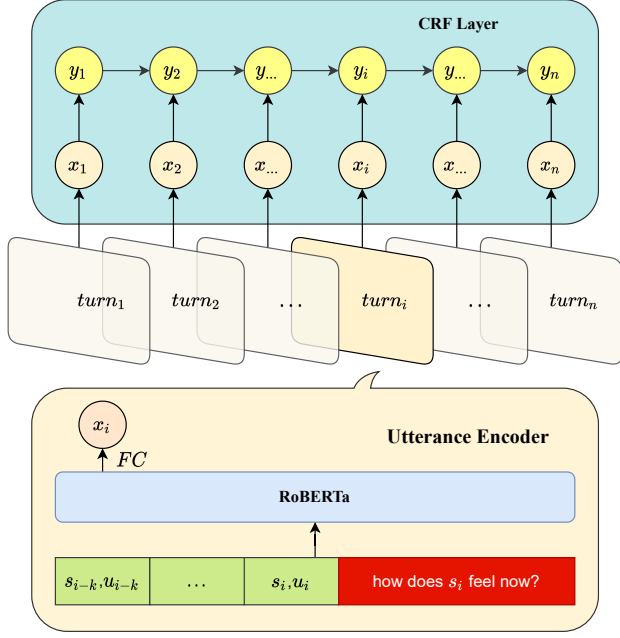 CRF Layer
y₁ y₂ y... yᵢ y... yₙ
x₁ x₂ x... xᵢ x... xₙ
turn₁ turn₂ ... turnᵢ ... turnₙ
xᵢ
Utterance Encoder
FC
RoBERTa
sᵢ₋ₖ,uᵢ₋ₖ ... sᵢ,uᵢ how does sᵢ feel now?